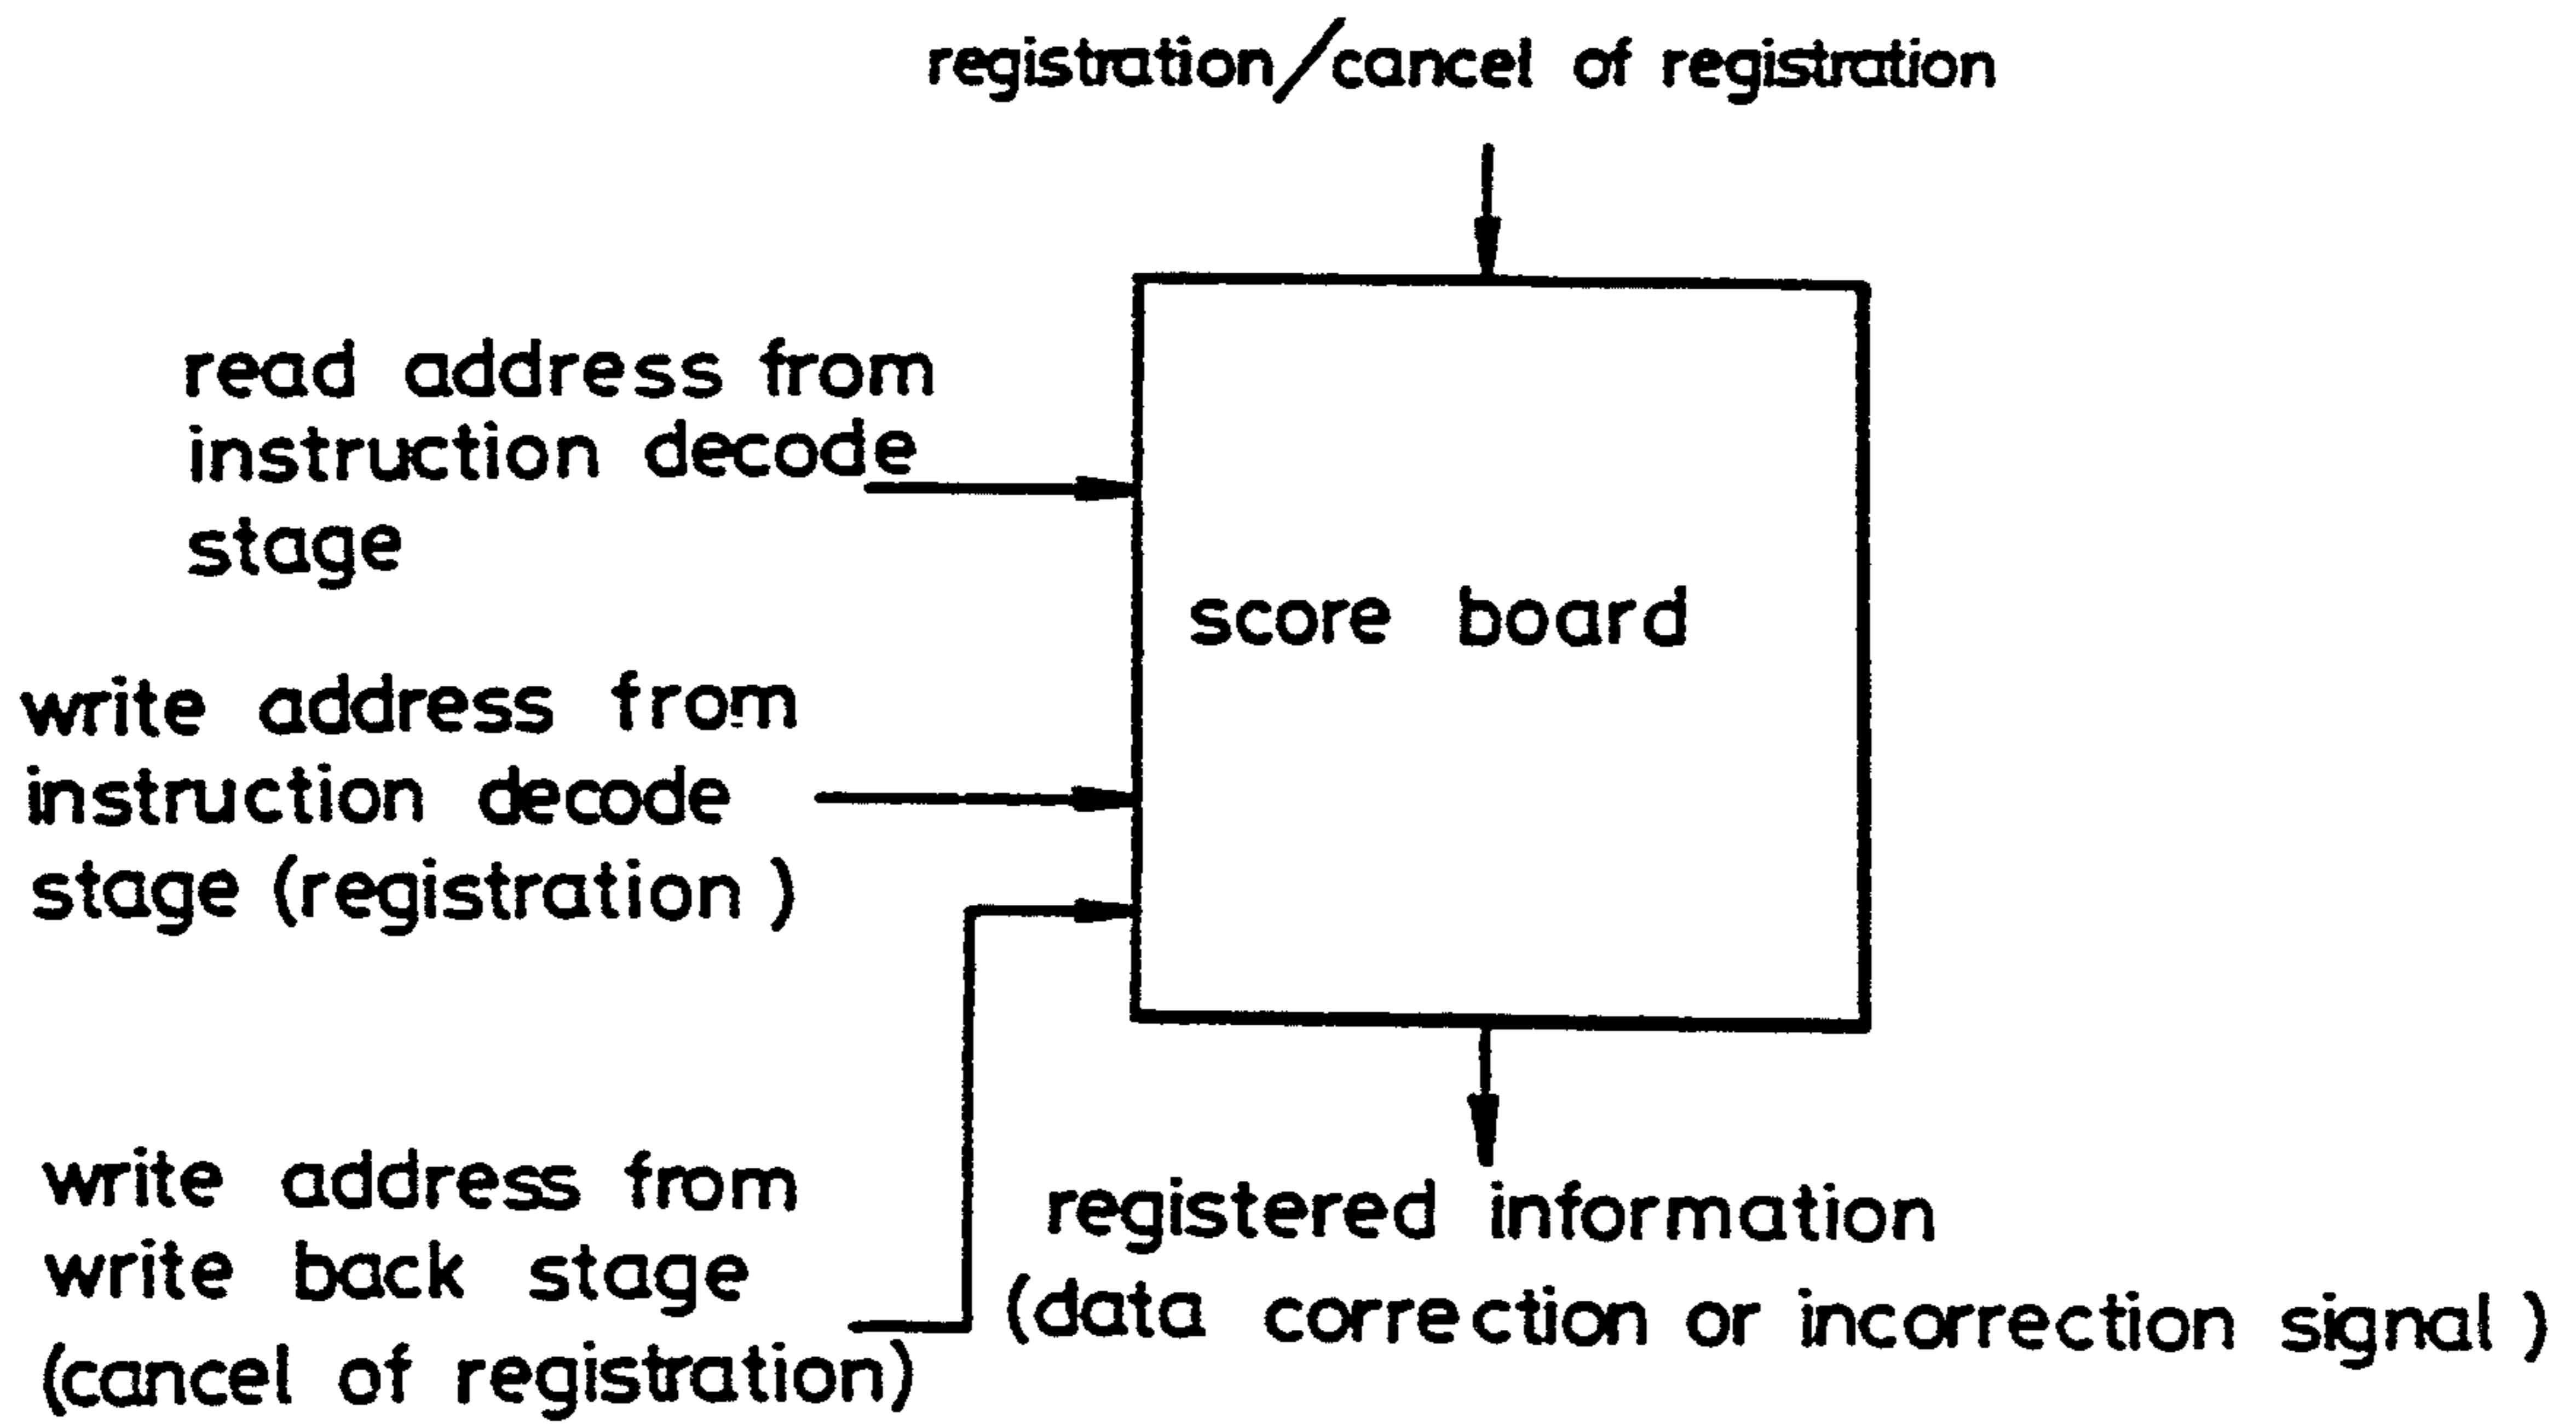 registration/cancel of registration
read address from
instruction decode
stage
score board
write address from
instruction decode
stage (registration)
write address from
write back stage
(cancel of registration)
registered information
(data correction or incorrection signal)